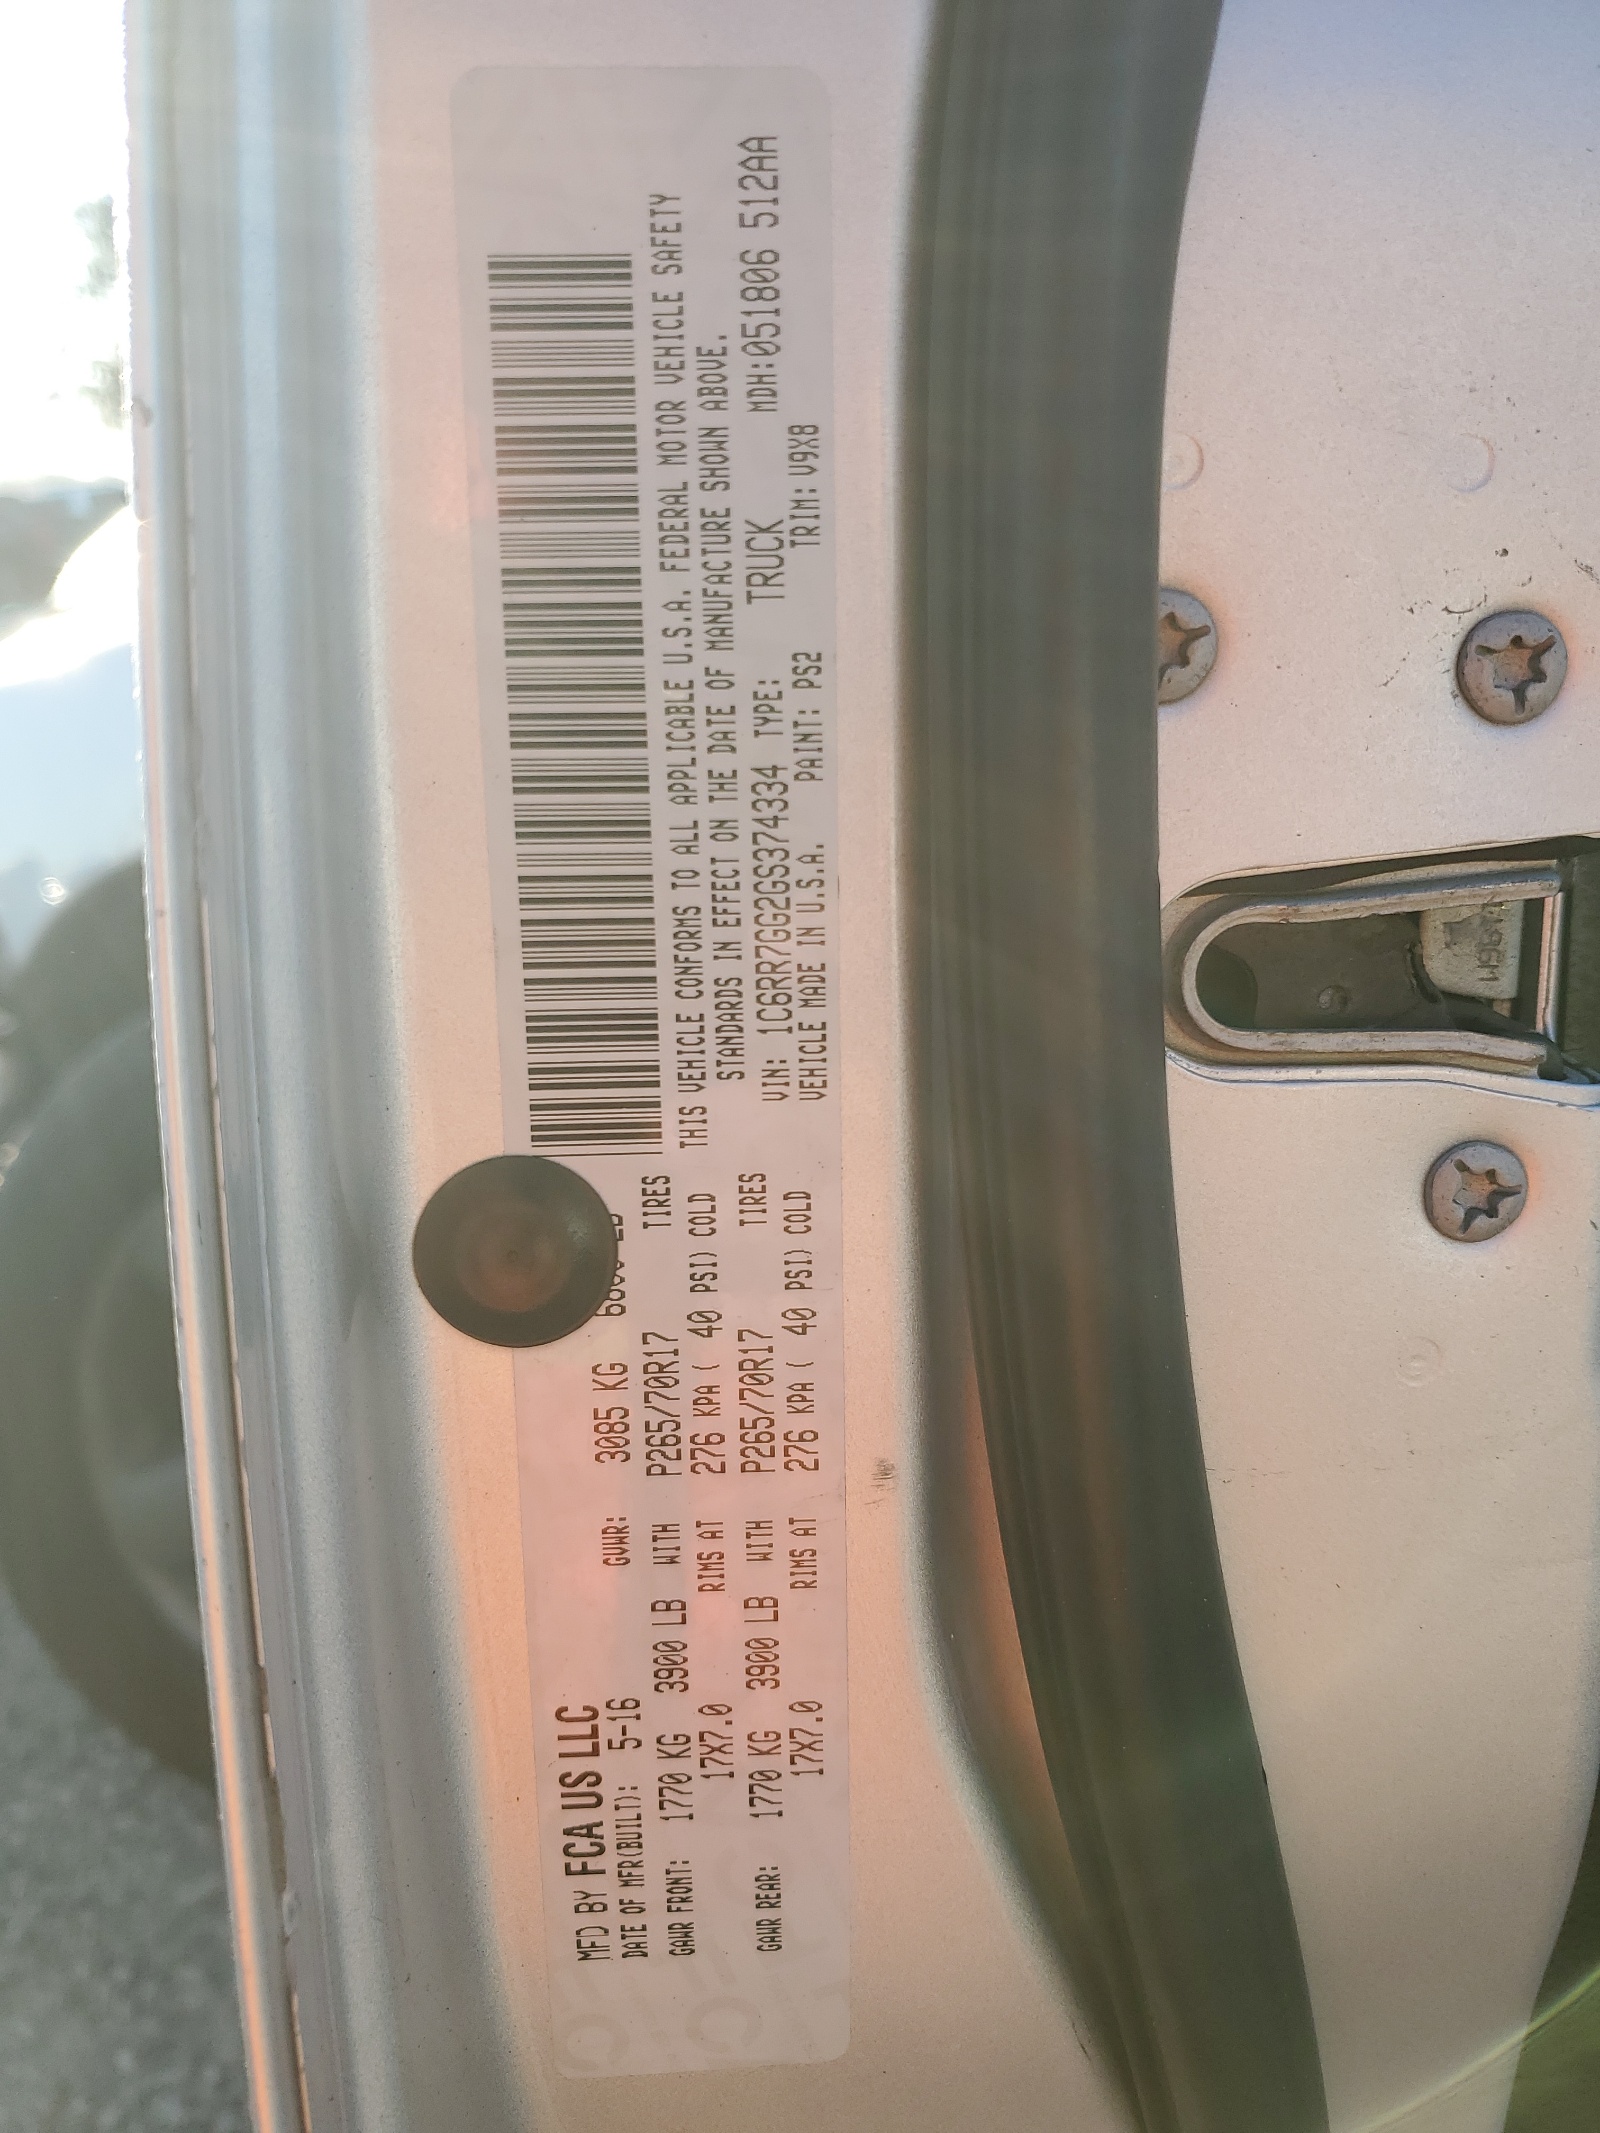 MFD BY FCA US LLC
DATE OF MFR(BUILT): 5-16 GVWR: 3085 KG
GAWR FRONT: 1770 KG 3900 LB WITH P265/70R17 TIRES
17X7.0 RIMS AT 276 KPA ( 40 PSI) COLD
GAWR REAR: 1770 KG 3900 LB WITH P265/70R17 TIRES
17X7.0 RIMS AT 276 KPA ( 40 PSI) COLD
THIS VEHICLE CONFORMS TO ALL APPLICABLE U.S.A. FEDERAL MOTOR VEHICLE SAFETY
STANDARDS IN EFFECT ON THE DATE OF MANUFACTURE SHOWN ABOVE.
VIN: 1C6RR7GG2GS374334 TYPE: TRUCK MDH:051806 512AA
VEHICLE MADE IN U.S.A. PAINT: PS2 TRIM: V9X8